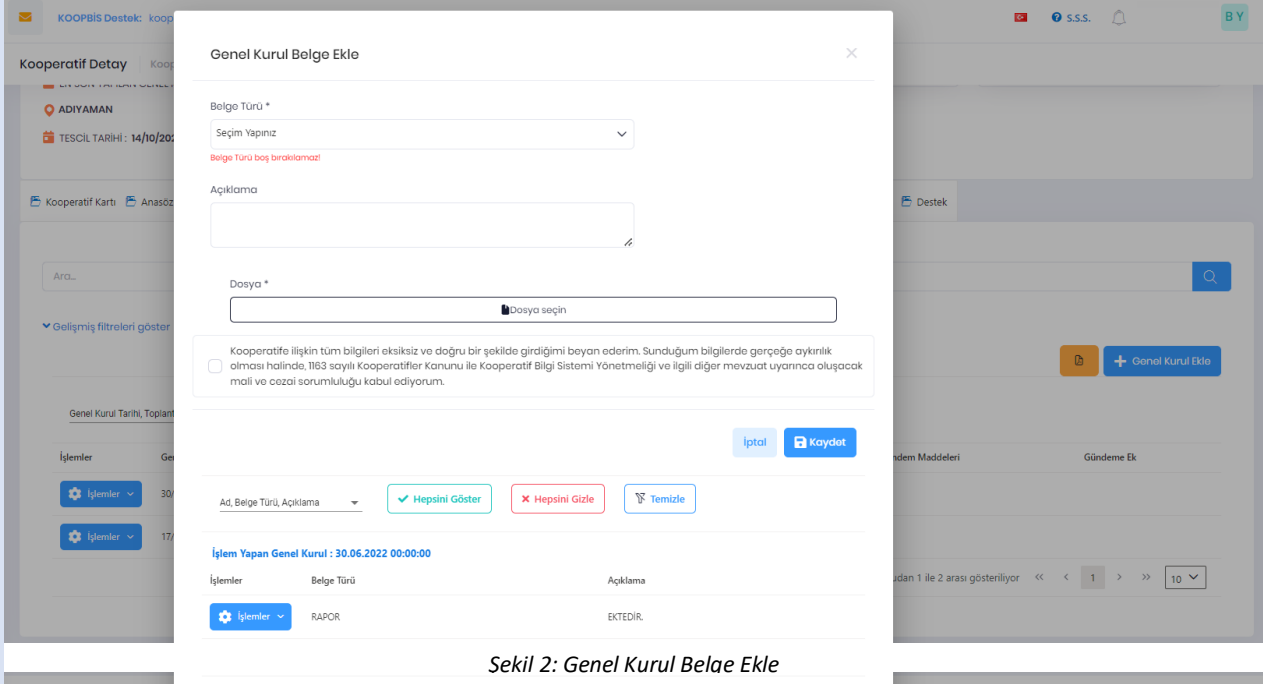 KOOPBİS Destek: koop
S.S.S.
B Y
Kooperatif Detay
Koop
Genel Kurul Belge Ekle
ADIYAMAN
TESCİL TARİHİ : 14/10/202
Belge Türü *
Seçim Yapınız
Belge Türü boş bırakılamaz!
Açıklama
Kooperatif Kartı
Anasöz
Destek
Ara...
Dosya *
Dosya seçin
Gelişmiş filtreleri göster
Kooperatife ilişkin tüm bilgileri eksiksiz ve doğru bir şekilde girdiğimi beyan ederim. Sunduğum bilgilerde gerçeğe aykırılık
olması halinde, 1163 sayılı Kooperatifler Kanunu ile Kooperatif Bilgi Sistemi Yönetmeliği ve ilgili diğer mevzuat uyarınca oluşacak
mali ve cezai sorumluluğu kabul ediyorum.
Genel Kurul Ekle
Genel Kurul Tarihi, Toplant
İptal
Kaydet
İşlemler
Ger
ndem Maddeleri
Gündeme Ek
İşlemler
30/
Ad, Belge Türü, Açıklama
Hepsini Göster
Hepsini Gizle
Temizle
İşlemler
17/
İşlem Yapan Genel Kurul : 30.06.2022 00:00:00
İşlemler
Belge Türü
Açıklama
udan 1 ile 2 arası gösteriliyor
1
10
İşlemler
RAPOR
EKTEDİR.
Şekil 2: Genel Kurul Belge Ekle